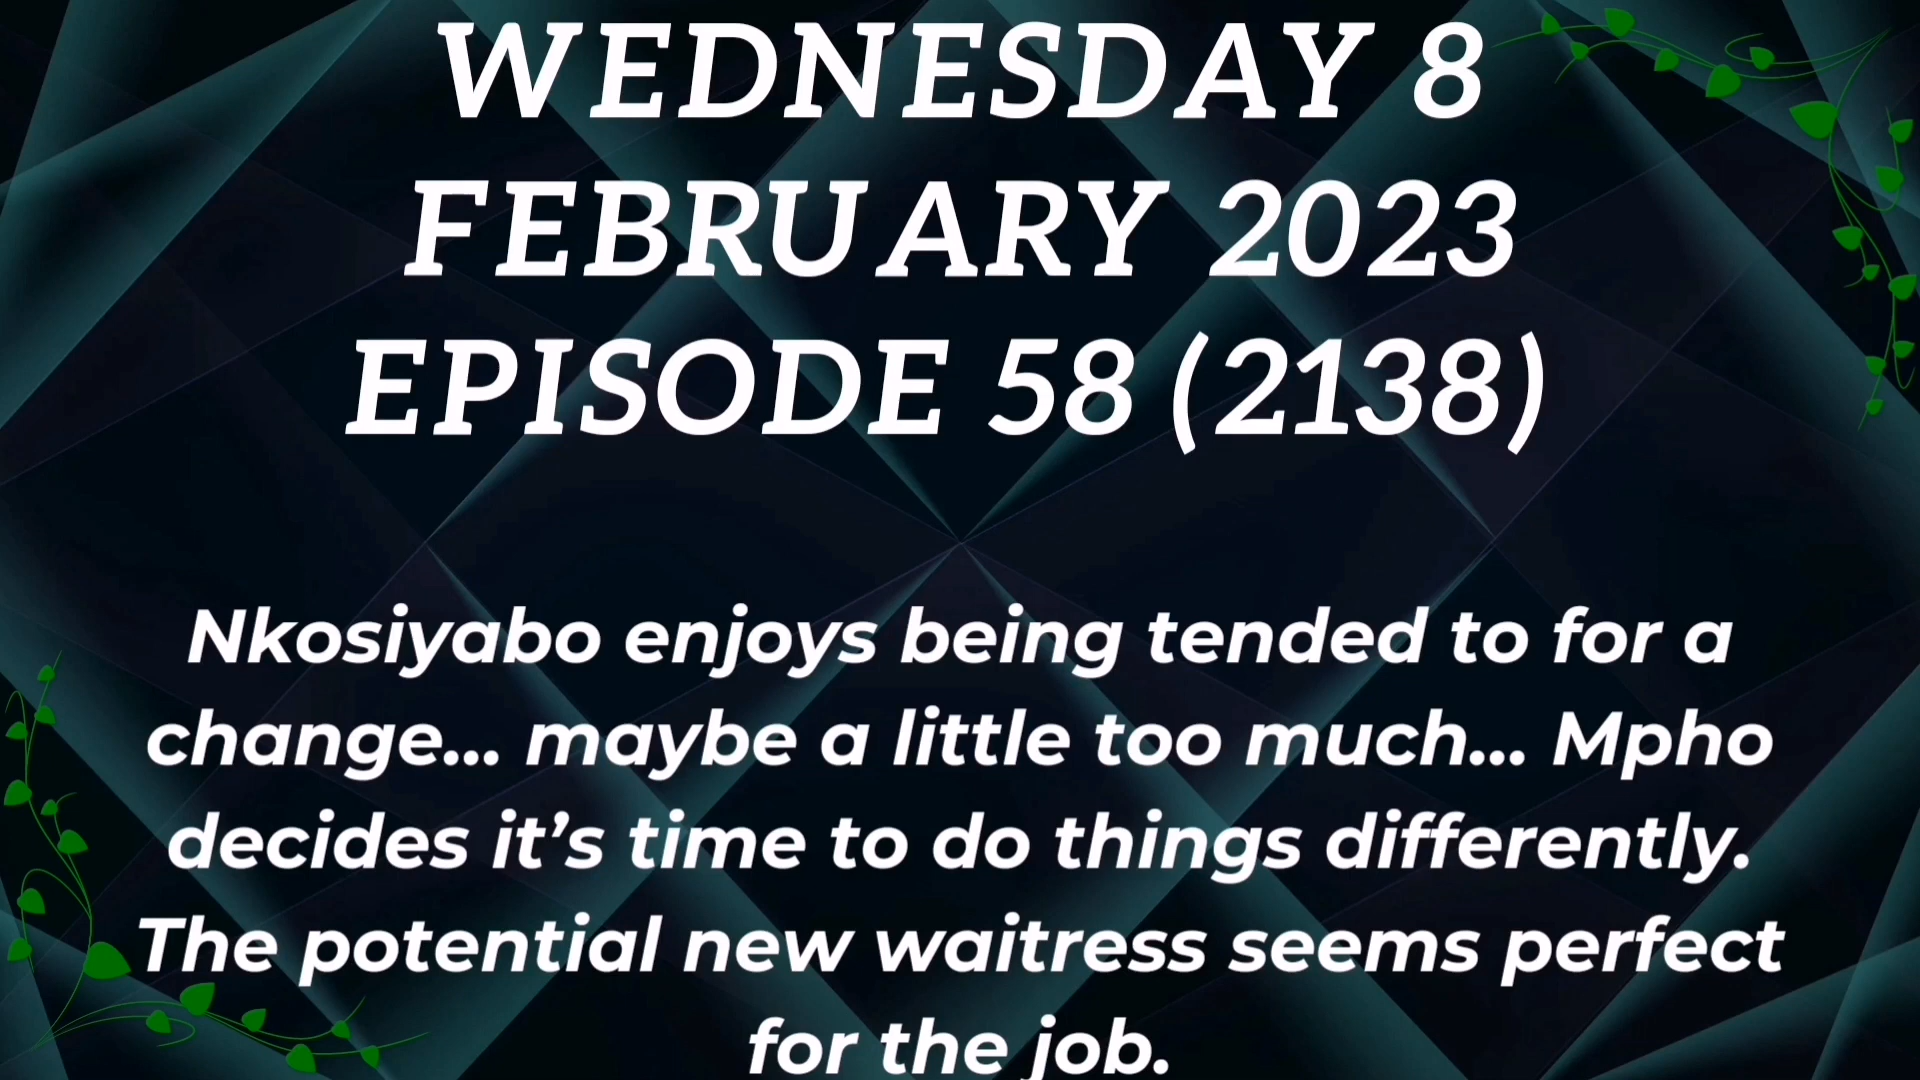 WEDNESDAY 8
FEBRUARY 2023
EPISODE 58 (2138)
Nkosiyabo enjoys being tended to for a
change... maybe a little too much... Mpho
decides it’s time to do things differently.
The potential new waitress seems perfect
for the job.